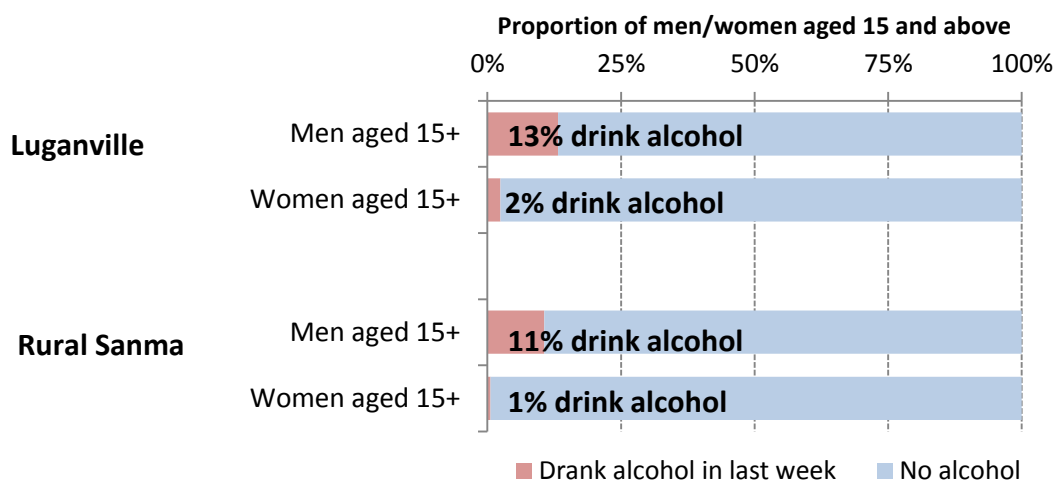 Proportion of men/women aged 15 and above
0% 25% 50% 75% 100%
Luganville
Men aged 15+ 13% drink alcohol
Women aged 15+ 2% drink alcohol
Rural Sanma
Men aged 15+ 11% drink alcohol
Women aged 15+ 1% drink alcohol
Drank alcohol in last week No alcohol